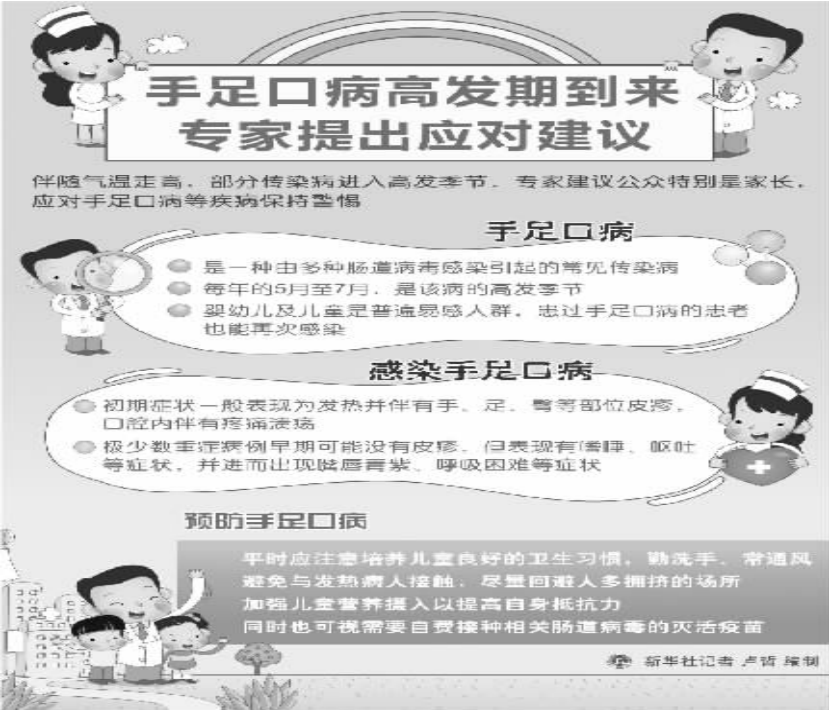 手足口病高发期到来
专家提出应对建议
伴随气温走高，部分传染病进入高发季节。专家建议公众特别是家长，
应对手足口病等疾病保持警惕
手足口病
是一种由多种肠道病毒感染引起的常见传染病
每年的5月至7月，是该病的高发季节
婴幼儿及儿童是普遍易感人群，患过手足口病的患者
也能再次感染
感染手足口病
初期症状一般表现为发热并伴有手、足、臀等部位皮疹，
口腔内伴有疼痛溃疡
极少数重症病例早期可能没有皮疹，但表现有嗜睡、呕吐
等症状，并进而出现嘴唇青紫、呼吸困难等症状
预防手足口病
平时应注意培养儿童良好的卫生习惯，勤洗手、常通风
避免与发热病人接触，尽量回避人多拥挤的场所
加强儿童营养摄入以提高自身抵抗力
同时也可视需要自费接种相关肠道病毒的灭活疫苗
新华社记者 卢哲 编制